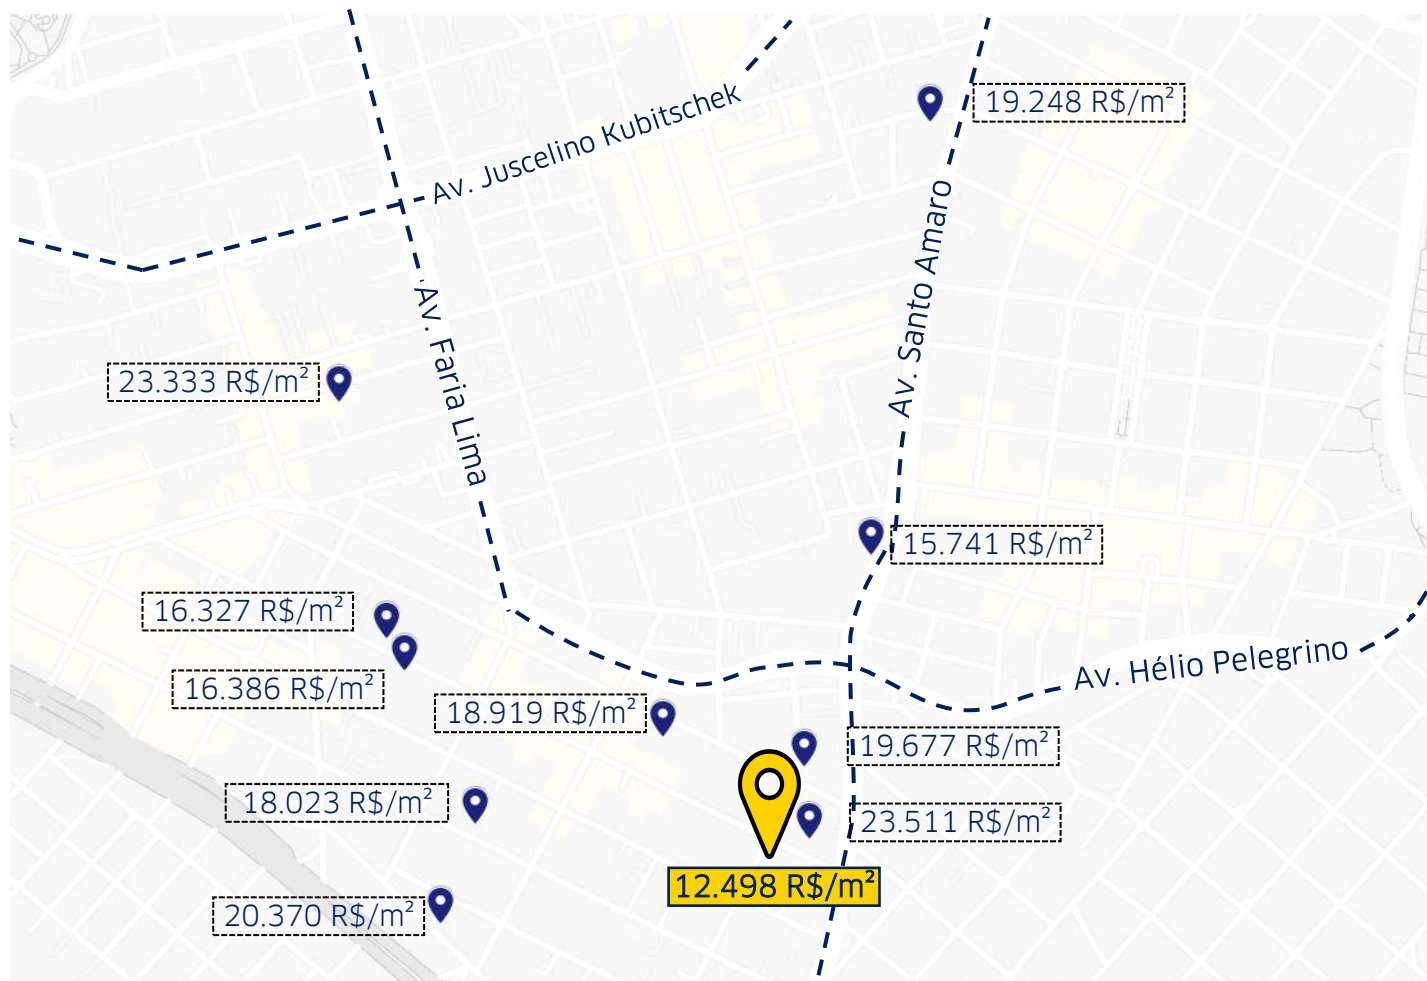 19.248 R$/m²
Av. Juscelino Kubitschek
Av. Santo Amaro
Av. Faria Lima
23.333 R$/m²
15.741 R$/m²
16.327 R$/m²
16.386 R$/m²
Av. Hélio Pelegrino
18.919 R$/m²
19.677 R$/m²
18.023 R$/m²
23.511 R$/m²
12.498 R$/m²
20.370 R$/m²